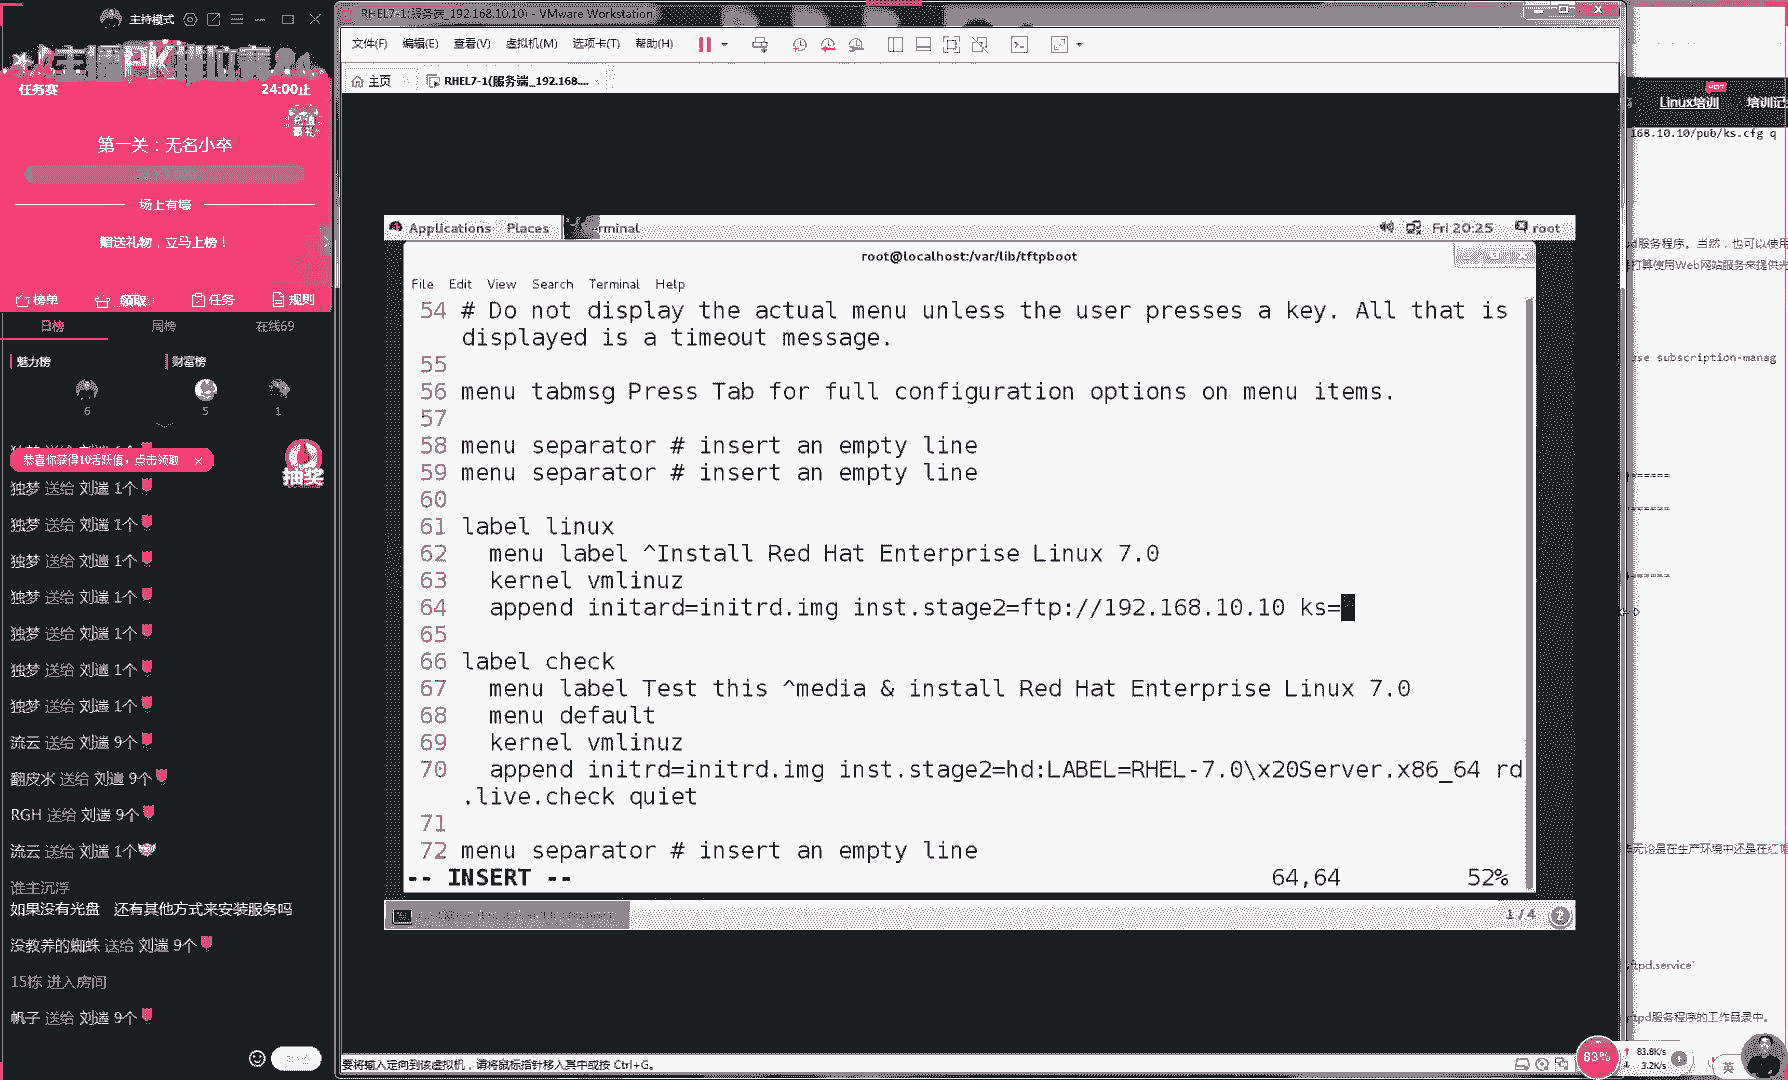 主持模式
主播PK排位赛
任务赛
24:00止
第一关：无名小卒
场上有谁
赠送礼物，立马上榜！
榜单
领取
任务
规则
日榜
周榜
在线69
魅力榜
财富榜
6
5
1
恭喜你获得10活跃值，点击领取
抽奖
独梦 送给 刘遄 1个
独梦 送给 刘遄 1个
独梦 送给 刘遄 1个
独梦 送给 刘遄 1个
独梦 送给 刘遄 1个
独梦 送给 刘遄 1个
独梦 送给 刘遄 1个
流云 送给 刘遄 9个
翻皮水 送给 刘遄 9个
RGH 送给 刘遄 9个
流云 送给 刘遄 1个
谁主沉浮
如果没有光盘 还有其他方式来安装服务吗
没教养的蜘蛛 送给 刘遄 9个
15栋 进入房间
帆子 送给 刘遄 9个
RHEL7-1(服务端_192.168.10.10) - VMware Workstation
文件(F) 编辑(E) 查看(V) 虚拟机(M) 选项卡(T) 帮助(H)
主页
RHEL7-1(服务端_192.168....
Applications Places
rminal
Fri 20:25
root
root@localhost:/var/lib/tftpboot
File Edit View Search Terminal Help
54 # Do not display the actual menu unless the user presses a key. All that is
displayed is a timeout message.
55
56 menu tabmsg Press Tab for full configuration options on menu items.
57
58 menu separator # insert an empty line
59 menu separator # insert an empty line
60
61 label linux
62   menu label ^Install Red Hat Enterprise Linux 7.0
63   kernel vmlinuz
64   append initard=initrd.img inst.stage2=ftp://192.168.10.10 ks=
65
66 label check
67   menu label Test this ^media & install Red Hat Enterprise Linux 7.0
68   menu default
69   kernel vmlinuz
70   append initrd=initrd.img inst.stage2=hd:LABEL=RHEL-7.0\x20Server.x86_64 rd
.live.check quiet
71
72 menu separator # insert an empty line
-- INSERT --
64,64
52%
1 / 4
2
要将输入定向到该虚拟机，请将鼠标指针移入其中或按 Ctrl+G。
Linux培训
培训记
168.10.10/pub/ks.cfg q
d服务程序。当然，也可以使用
打算使用Web网站服务来提供光
se subscription-manag
无论是在生产环境中还是在红帽
tpd.service`
tpd服务程序的工作目录中。
83%
83.8K/s
3.2K/s
英